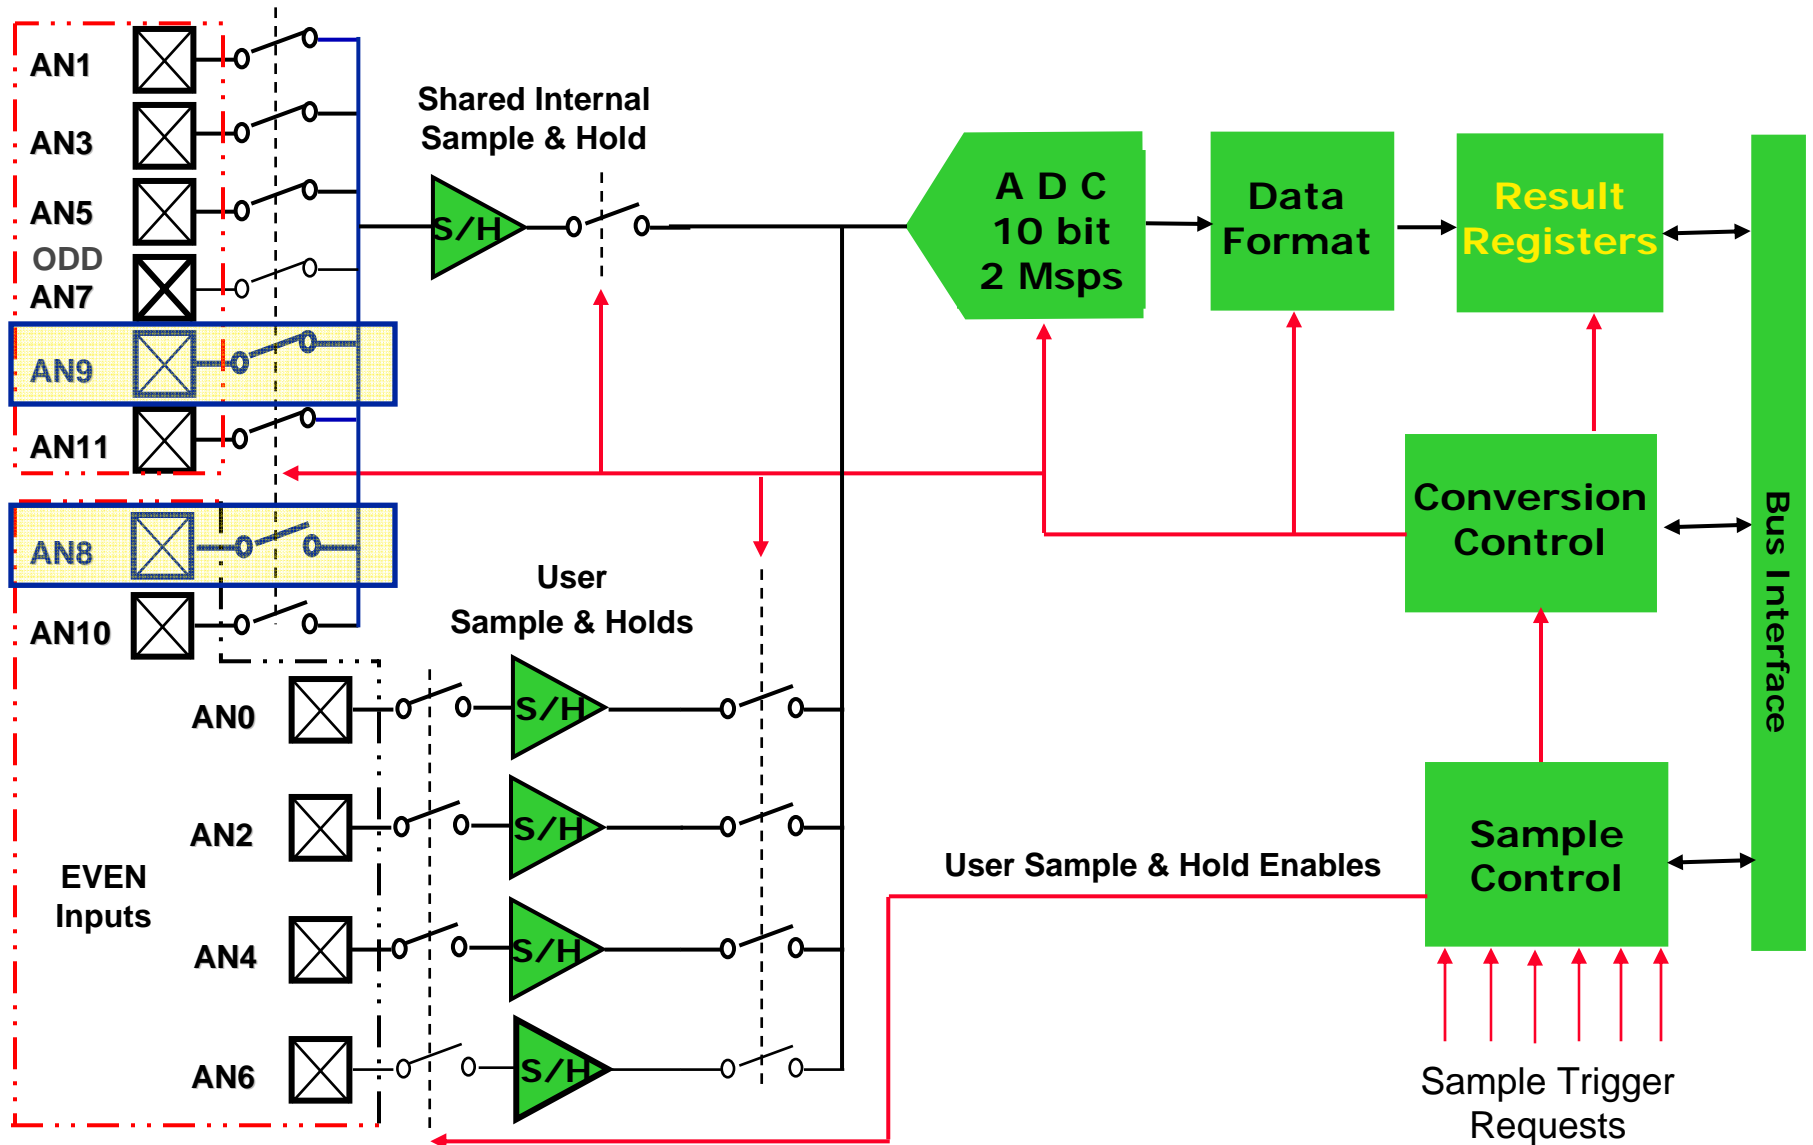 AN1
AN3
AN5
ODD
AN7
AN9
AN11
AN8
AN10
Shared Internal
Sample & Hold
S/H
A D C
10 bit
2 Msps
Data
Format
Result
Registers
Conversion
Control
Bus Interface
User
Sample & Holds
AN0
S/H
AN2
S/H
EVEN
Inputs
AN4
S/H
AN6
S/H
User Sample & Hold Enables
Sample
Control
Sample Trigger
Requests